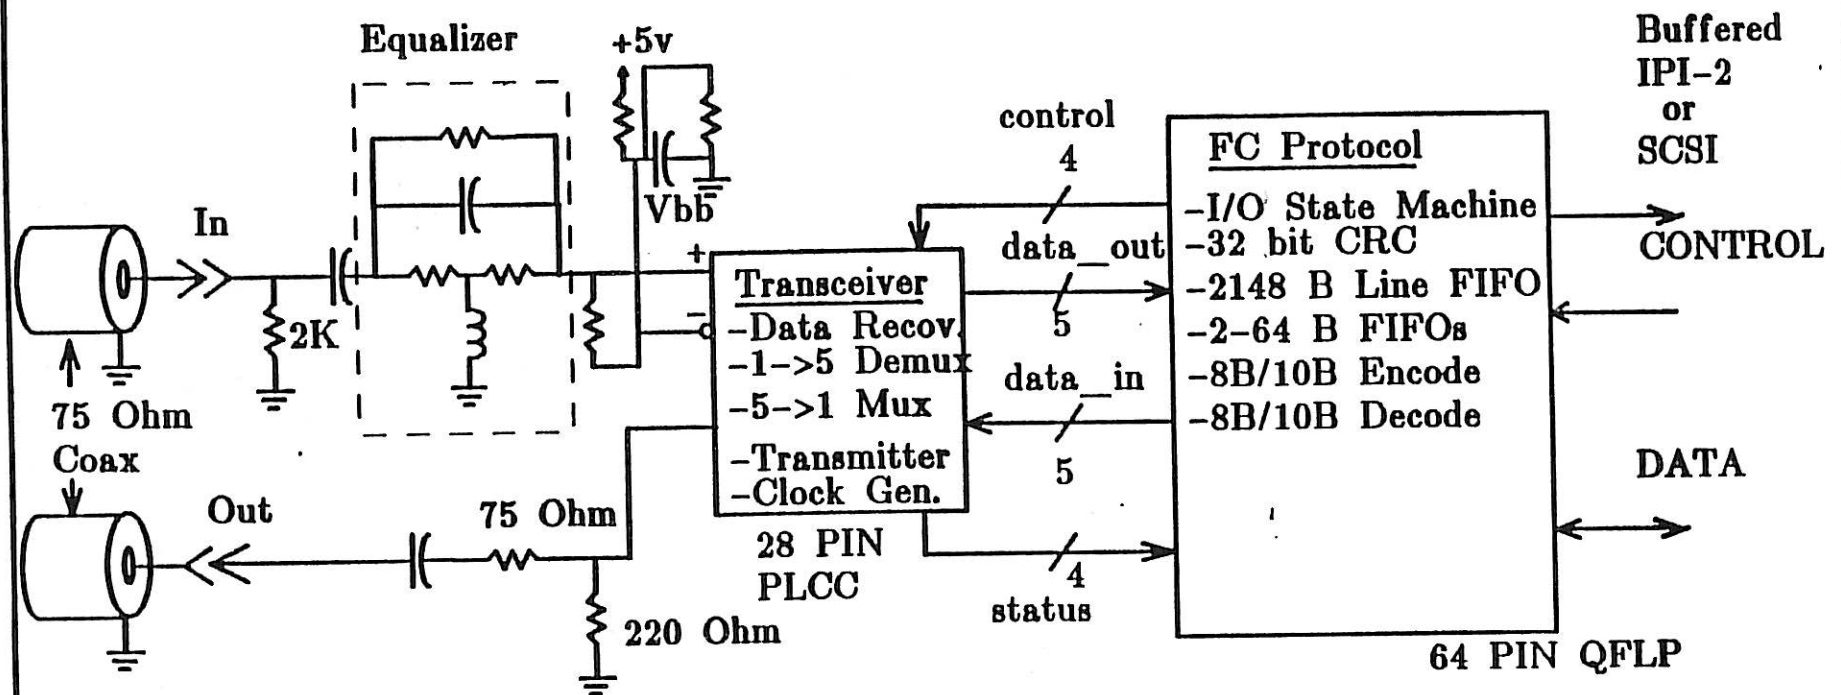 Equalizer
+5v
Vbb
In
2K
75 Ohm
Coax
Out
75 Ohm
220 Ohm
+
-
Transceiver
-Data Recov.
-1->5 Demux
-5->1 Mux
-Transmitter
-Clock Gen.
28 PIN
PLCC
control
4
data_out
5
data_in
5
4
status
FC Protocol
-I/O State Machine
-32 bit CRC
-2148 B Line FIFO
-2-64 B FIFOs
-8B/10B Encode
-8B/10B Decode
64 PIN QFLP
Buffered
IPI-2
or
SCSI
CONTROL
DATA